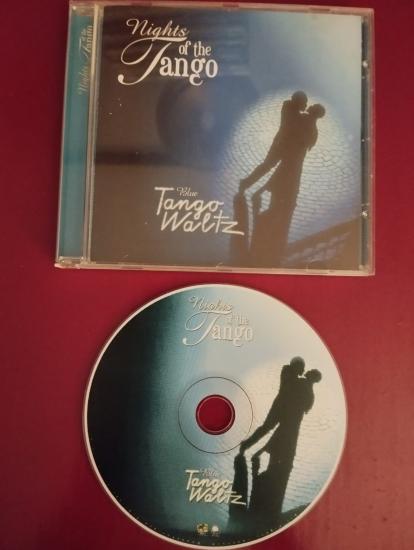 Nights
of the
Tango
Nights of the Tango
Blue
Tango
Waltz
Nights
of the
Tango
Blue
Tango
Waltz